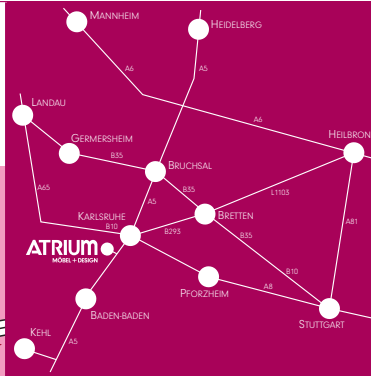 MANNHEIM
HEIDELBERG
A6
A5
LANDAU
A6
HEILBRON
GERMERSHEIM
B35
BRUCHSAL
A65
B35
L1103
A5
KARLSRUHE
B10
BRETTEN
A81
B293
B35
ATRIUM
MÖBEL + DESIGN
B10
A8
PFORZHEIM
BADEN-BADEN
STUTTGART
KEHL
A5